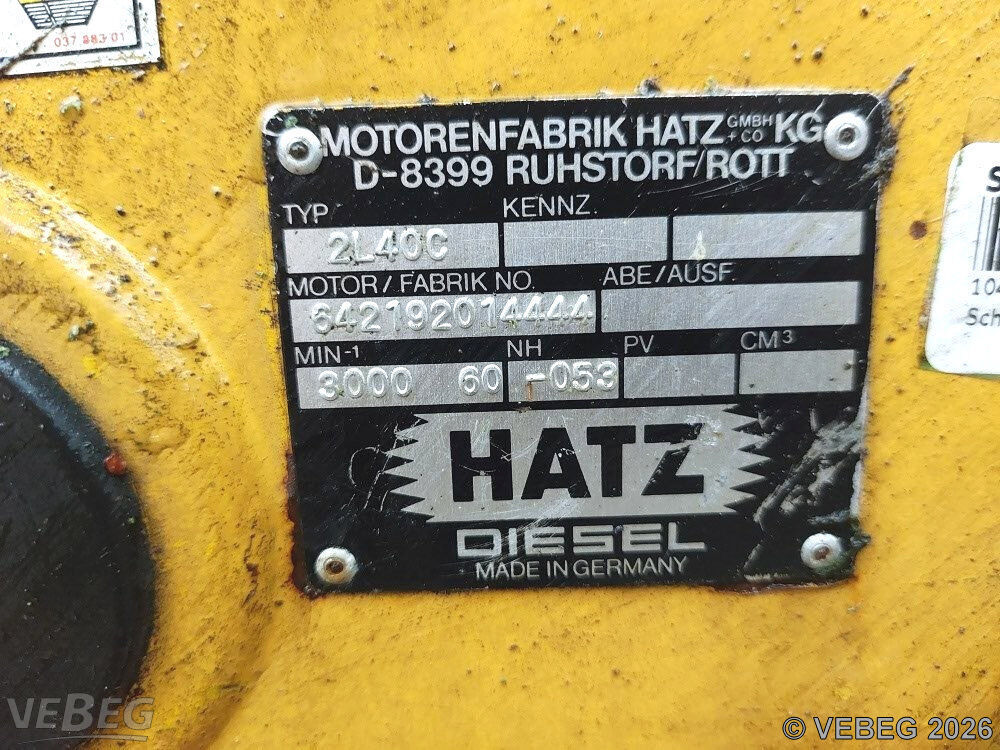 037 883 01
MOTORENFABRIK HATZ GMBH + CO KG
D-8399 RUHSTORF/ROTT
TYP KENNZ.
2L40C
MOTOR / FABRIK NO. ABE/AUSF.
642192014444
MIN-1 NH PV CM3
3000 60 -053
HATZ
DIESEL
MADE IN GERMANY
VEBEG
© VEBEG 2026